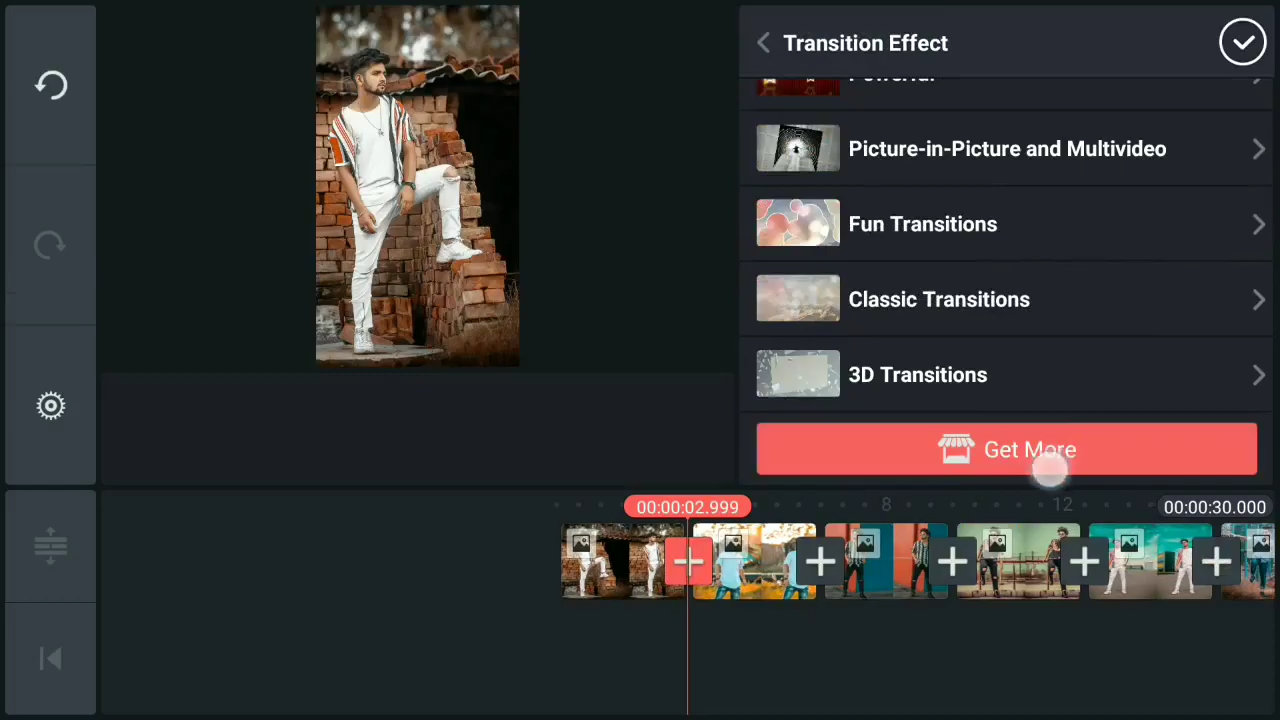 Transition Effect
Powerful
Picture-in-Picture and Multivideo
Fun Transitions
Classic Transitions
3D Transitions
Get More
00:00:02.999
8
12
00:00:30.000